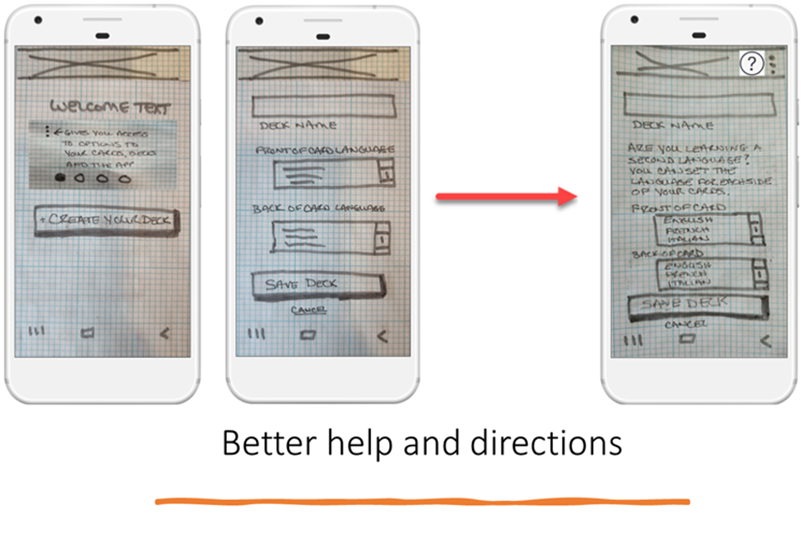 WELCOME TEXT
← GIVES YOU ACCESS
TO OPTIONS TO
YOUR CARDS, DECKS
AND THE APP
+ CREATE YOUR DECK
DECK NAME
FRONT OF CARD LANGUAGE
BACK OF CARD LANGUAGE
SAVE DECK
CANCEL
?
DECK NAME
ARE YOU LEARNING A
SECOND LANGUAGE?
YOU CAN SET THE
LANGUAGE FOR EACH SIDE
OF YOUR CARDS.
FRONT OF CARD
ENGLISH
FRENCH
ITALIAN
BACK OF CARD
ENGLISH
FRENCH
ITALIAN
SAVE DECK
CANCEL
Better help and directions